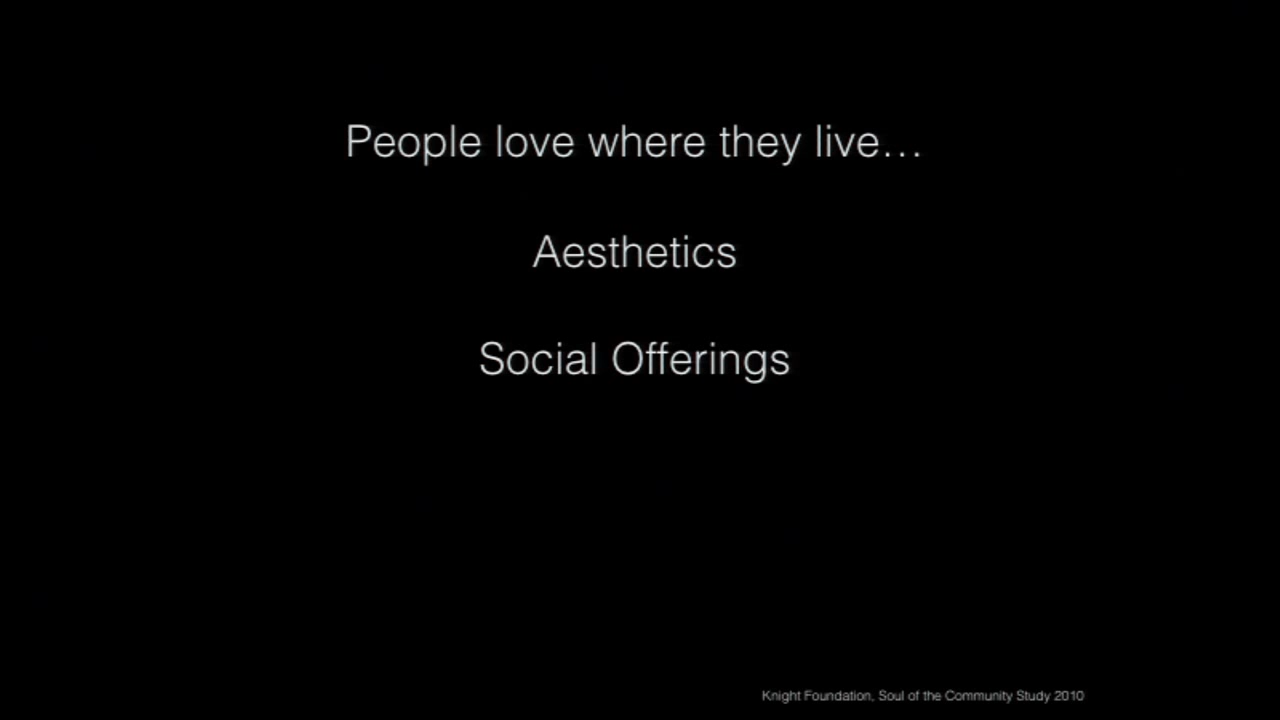 People love where they live…
Aesthetics
Social Offerings
Knight Foundation, Soul of the Community Study 2010